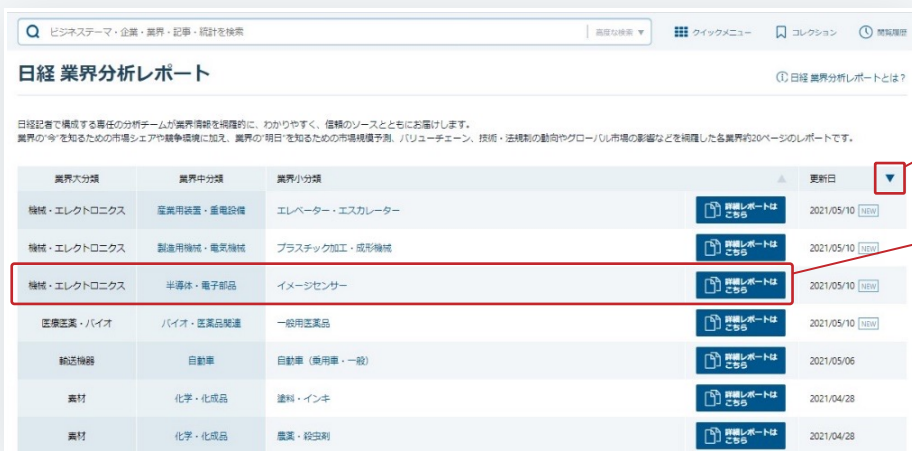 ビジネステーマ・企業・業界・記事・統計を検索
高度な検索 ▼
クイックメニュー
コレクション
閲覧履歴
日経 業界分析レポート
日経 業界分析レポートとは?
日経記者で構成する専任の分析チームが業界情報を網羅的に、わかりやすく、信頼のソースとともにお届けします。
業界の"今"を知るための市場シェアや競争環境に加え、業界の"明日"を知るための市場規模予測、バリューチェーン、技術・法規制の動向やグローバル市場の影響などを網羅した各業界約20ページのレポートです。
業界大分類 業界中分類 業界小分類 ▲ 更新日 ▼
機械・エレクトロニクス 産業用装置・重電設備 エレベーター・エスカレーター 詳細レポートは
こちら 2021/05/10 NEW
機械・エレクトロニクス 製造用機械・電気機械 プラスチック加工・成形機械 詳細レポートは
こちら 2021/05/10 NEW
機械・エレクトロニクス 半導体・電子部品 イメージセンサー 詳細レポートは
こちら 2021/05/10 NEW
医療医薬・バイオ バイオ・医薬品関連 一般用医薬品 詳細レポートは
こちら 2021/05/10 NEW
輸送機器 自動車 自動車（乗用車・一般） 詳細レポートは
こちら 2021/05/06
素材 化学・化成品 塗料・インキ 詳細レポートは
こちら 2021/04/28
素材 化学・化成品 農薬・殺虫剤 詳細レポートは
こちら 2021/04/28